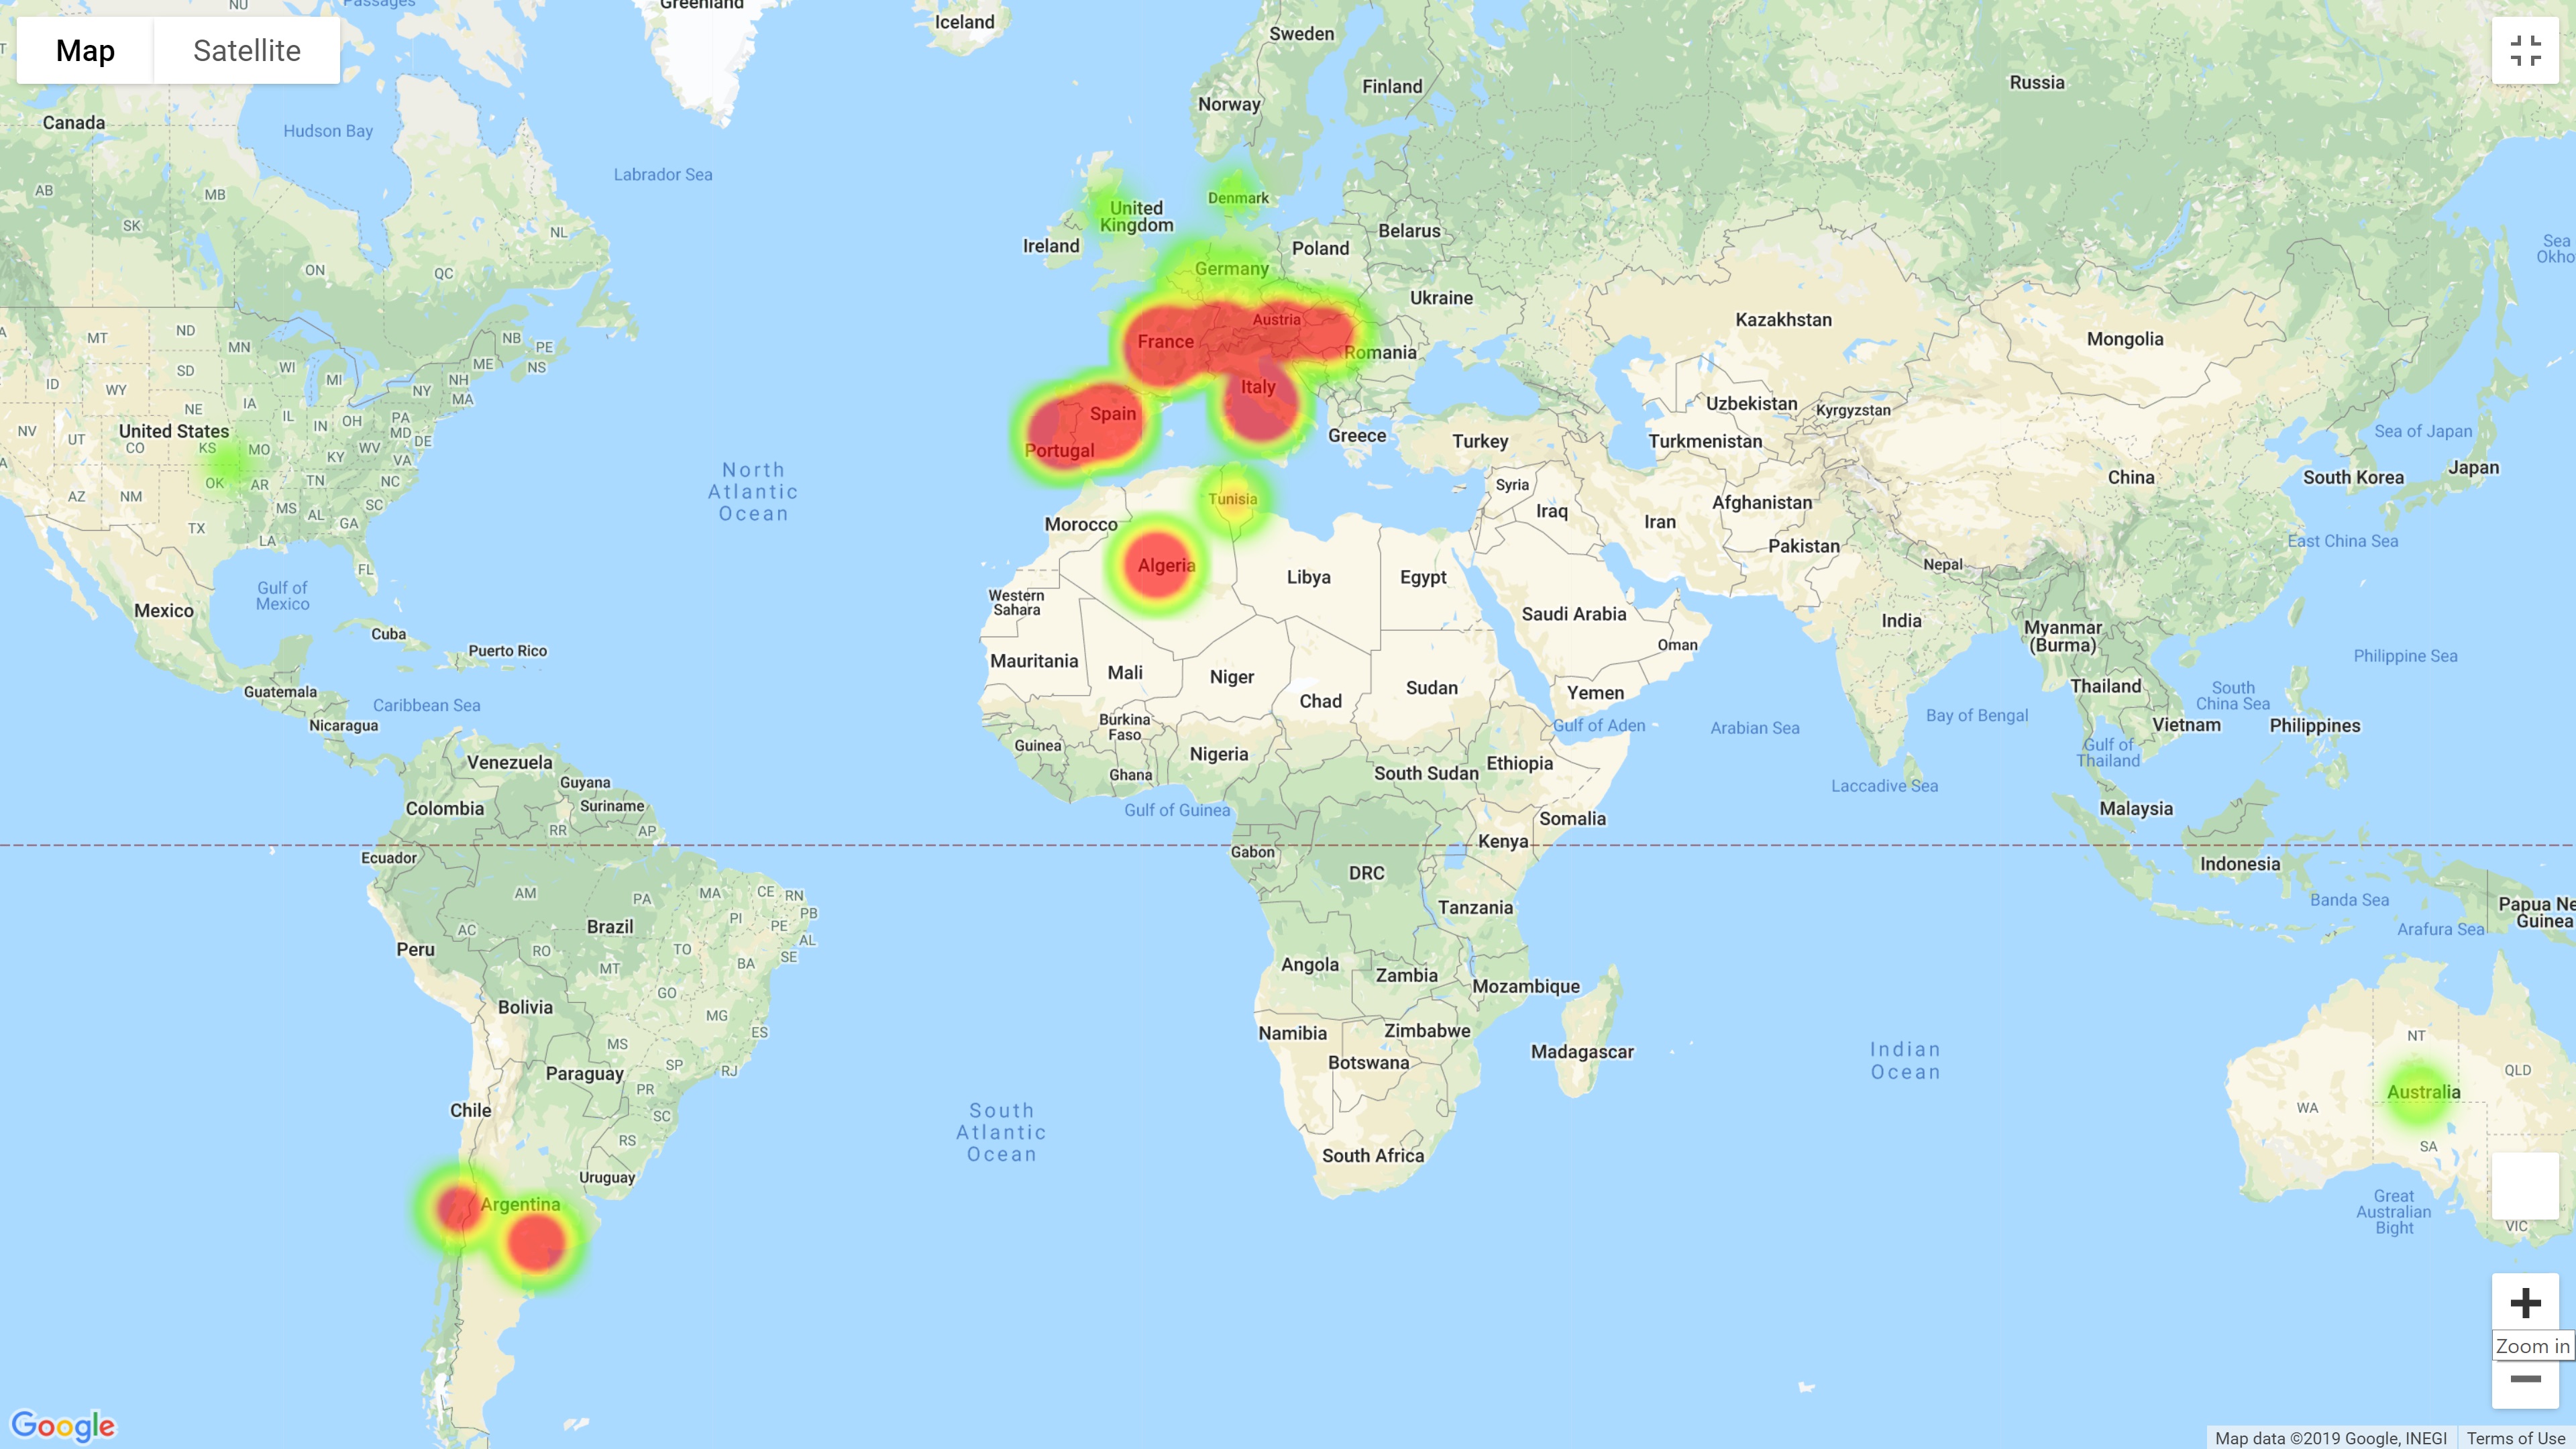 NU
Passages
Greenland
Iceland
Sweden
Map
Satellite
Finland
Russia
Norway
Canada
Hudson Bay
Labrador Sea
AB
MB
SK
NL
Denmark
United
Kingdom
Ireland
Belarus
Poland
Sea
Okho
ON
QC
Germany
Ukraine
Kazakhstan
Austria
France
Romania
Mongolia
MT
ND
MN
NB
PE
ME
NS
SD
WI
ID
WY
MI
NH
NY
MA
Italy
Uzbekistan
Kyrgyzstan
NE
IA
IL
IN
OH
PA
MD
DE
Spain
Greece
Turkey
Turkmenistan
Sea of Japan
NV
UT
United States
CO
KS
MO
WV
KY
VA
Portugal
South Korea
Japan
China
OK
AR
TN
NC
AZ
NM
North
Atlantic
Ocean
Tunisia
Syria
Iraq
Iran
Afghanistan
MS
AL
GA
SC
TX
LA
Morocco
Pakistan
East China Sea
FL
Algeria
Libya
Egypt
Nepal
Gulf of
Mexico
Mexico
Western
Sahara
Saudi Arabia
India
Myanmar
(Burma)
Cuba
Puerto Rico
Oman
Philippine Sea
Mauritania
Mali
Niger
Sudan
Chad
Yemen
Thailand
South
China Sea
Guatemala
Caribbean Sea
Nicaragua
Burkina
Faso
Gulf of Aden
Arabian Sea
Bay of Bengal
Vietnam
Philippines
Guinea
Nigeria
Gulf of
Thailand
Venezuela
Guyana
Ghana
South Sudan
Ethiopia
Laccadive Sea
Colombia
Suriname
Gulf of Guinea
Malaysia
RR
AP
Somalia
Ecuador
Gabon
Kenya
DRC
Indonesia
AM
PA
MA
CE
RN
PB
PI
PE
AL
Tanzania
Banda Sea
Papua Ne
Guinea
AC
Brazil
Peru
RO
TO
SE
BA
MT
Arafura Sea
Angola
Zambia
Mozambique
GO
Bolivia
MG
ES
Namibia
Zimbabwe
Madagascar
Botswana
Indian
Ocean
NT
QLD
MS
SP
RJ
Paraguay
PR
Chile
SC
South
Atlantic
Ocean
Australia
WA
RS
SA
South Africa
Uruguay
Argentina
Great
Australian
Bight
VIC
Zoom in
Google
Map data ©2019 Google, INEGI
Terms of Use